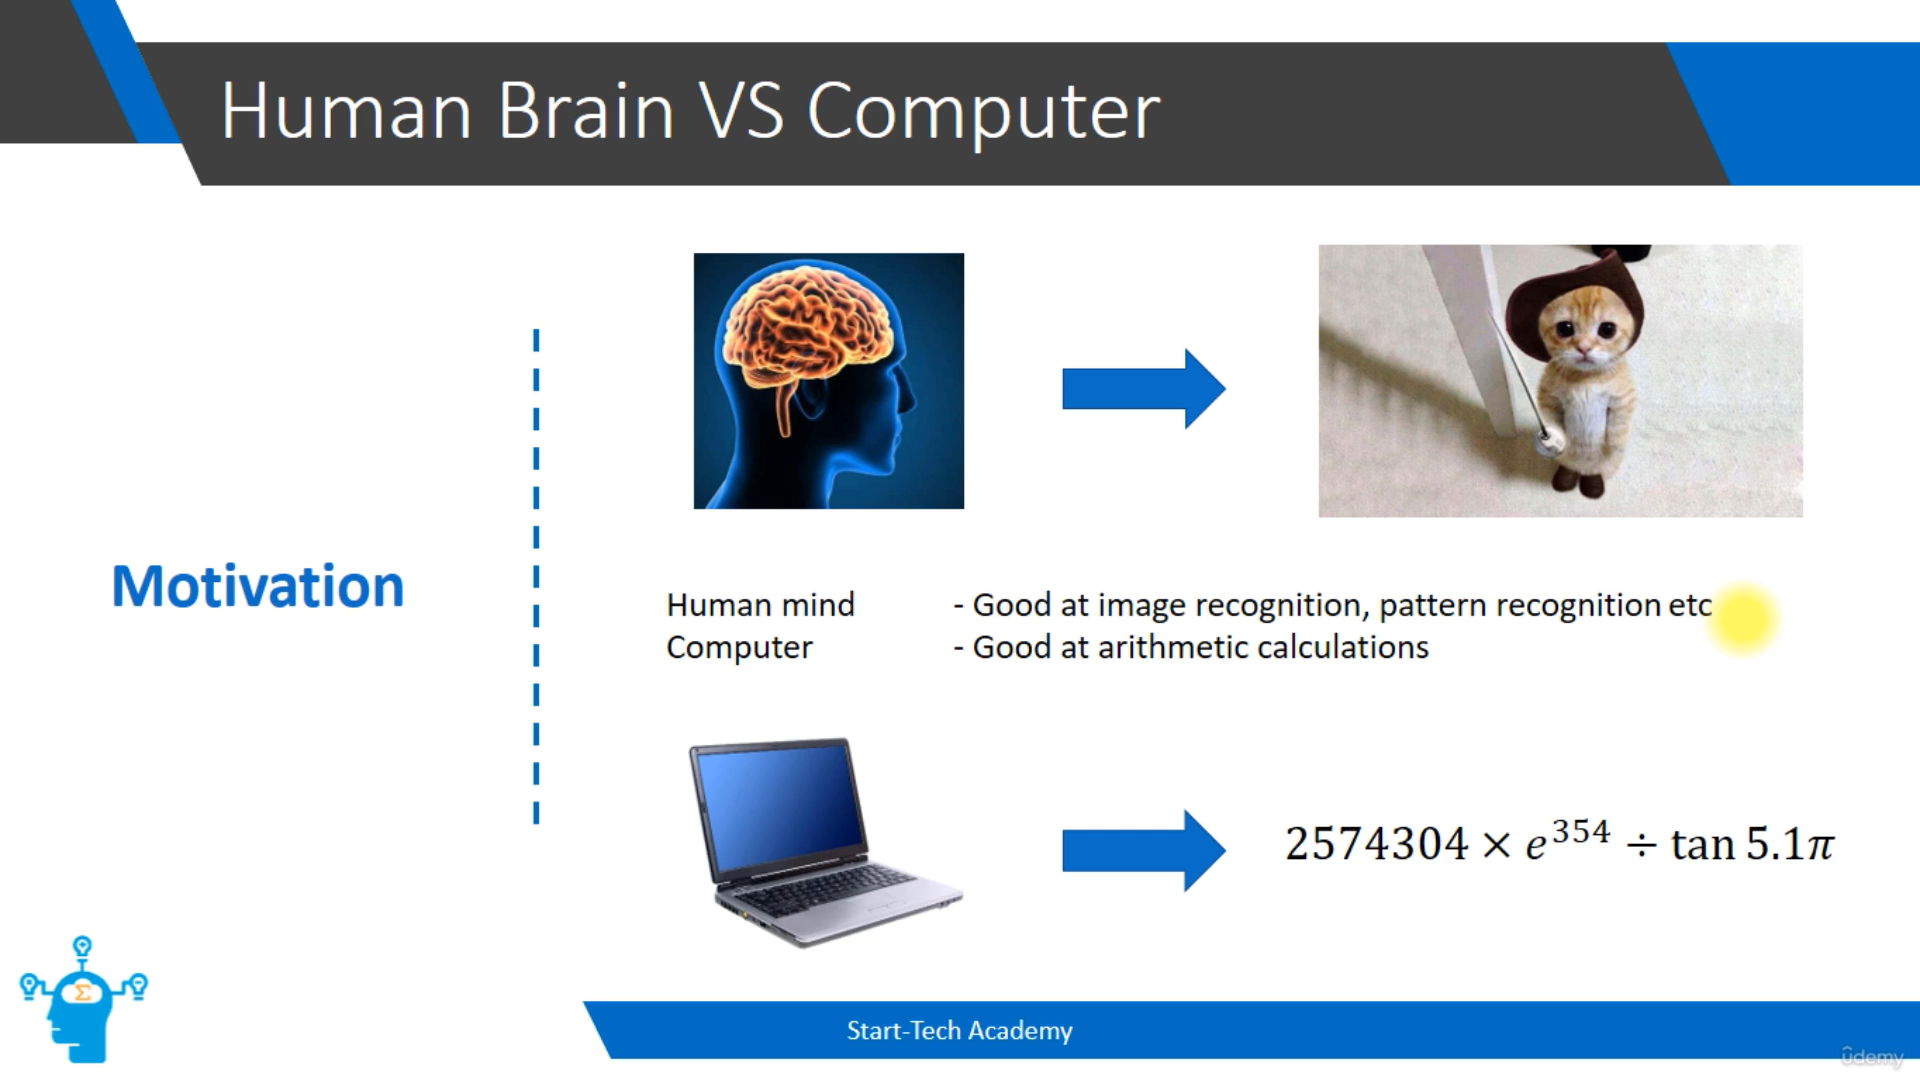 Human Brain VS Computer
Motivation
Human mind - Good at image recognition, pattern recognition etc
Computer - Good at arithmetic calculations
2574304 × e^354 ÷ tan 5.1π
Σ
Start-Tech Academy
ûdemy